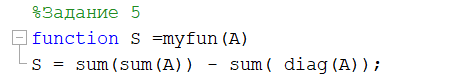 %Задание 5
function S =myfun(A)
S = sum(sum(A)) - sum( diag(A));